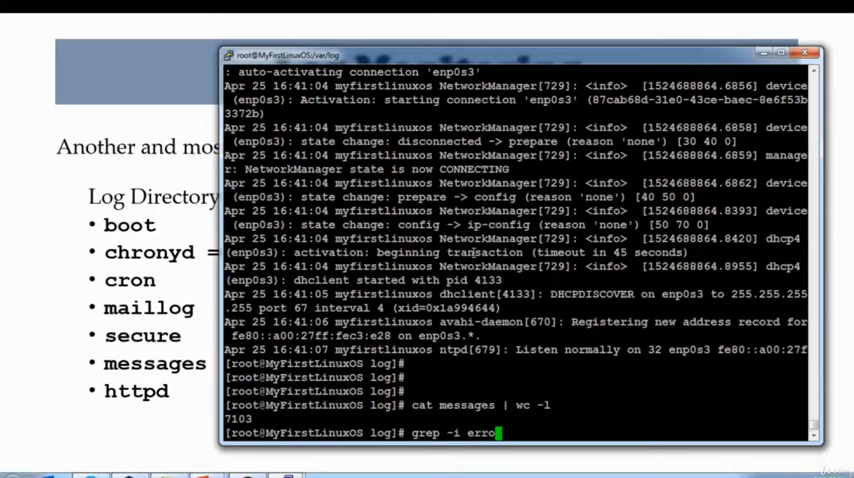 root@MyFirstLinuxOS:/var/log
: auto-activating connection 'enp0s3'
Apr 25 16:41:04 myfirstlinuxos NetworkManager[729]: <info> [1524688864.6856] device
(enp0s3): Activation: starting connection 'enp0s3' (87cab68d-31e0-43ce-baec-8e6f53b
3372b)
Apr 25 16:41:04 myfirstlinuxos NetworkManager[729]: <info> [1524688864.6858] device
(enp0s3): state change: disconnected -> prepare (reason 'none') [30 40 0]
Apr 25 16:41:04 myfirstlinuxos NetworkManager[729]: <info> [1524688864.6859] manage
r: NetworkManager state is now CONNECTING
Apr 25 16:41:04 myfirstlinuxos NetworkManager[729]: <info> [1524688864.6862] device
(enp0s3): state change: prepare -> config (reason 'none') [40 50 0]
Apr 25 16:41:04 myfirstlinuxos NetworkManager[729]: <info> [1524688864.8393] device
(enp0s3): state change: config -> ip-config (reason 'none') [50 70 0]
Apr 25 16:41:04 myfirstlinuxos NetworkManager[729]: <info> [1524688864.8420] dhcp4
(enp0s3): activation: beginning transaction (timeout in 45 seconds)
Apr 25 16:41:04 myfirstlinuxos NetworkManager[729]: <info> [1524688864.8955] dhcp4
(enp0s3): dhclient started with pid 4133
Apr 25 16:41:05 myfirstlinuxos dhclient[4133]: DHCPDISCOVER on enp0s3 to 255.255.255
.255 port 67 interval 4 (xid=0x1a994644)
Apr 25 16:41:06 myfirstlinuxos avahi-daemon[670]: Registering new address record for
fe80::a00:27ff:fec3:e28 on enp0s3.*.
Apr 25 16:41:07 myfirstlinuxos ntpd[679]: Listen normally on 32 enp0s3 fe80::a00:27f
[root@MyFirstLinuxOS log]#
[root@MyFirstLinuxOS log]#
[root@MyFirstLinuxOS log]#
[root@MyFirstLinuxOS log]# cat messages | wc -l
7103
[root@MyFirstLinuxOS log]# grep -i erro
Another and mos
Log Directory
• boot
• chronyd =
• cron
• maillog
• secure
• messages
• httpd